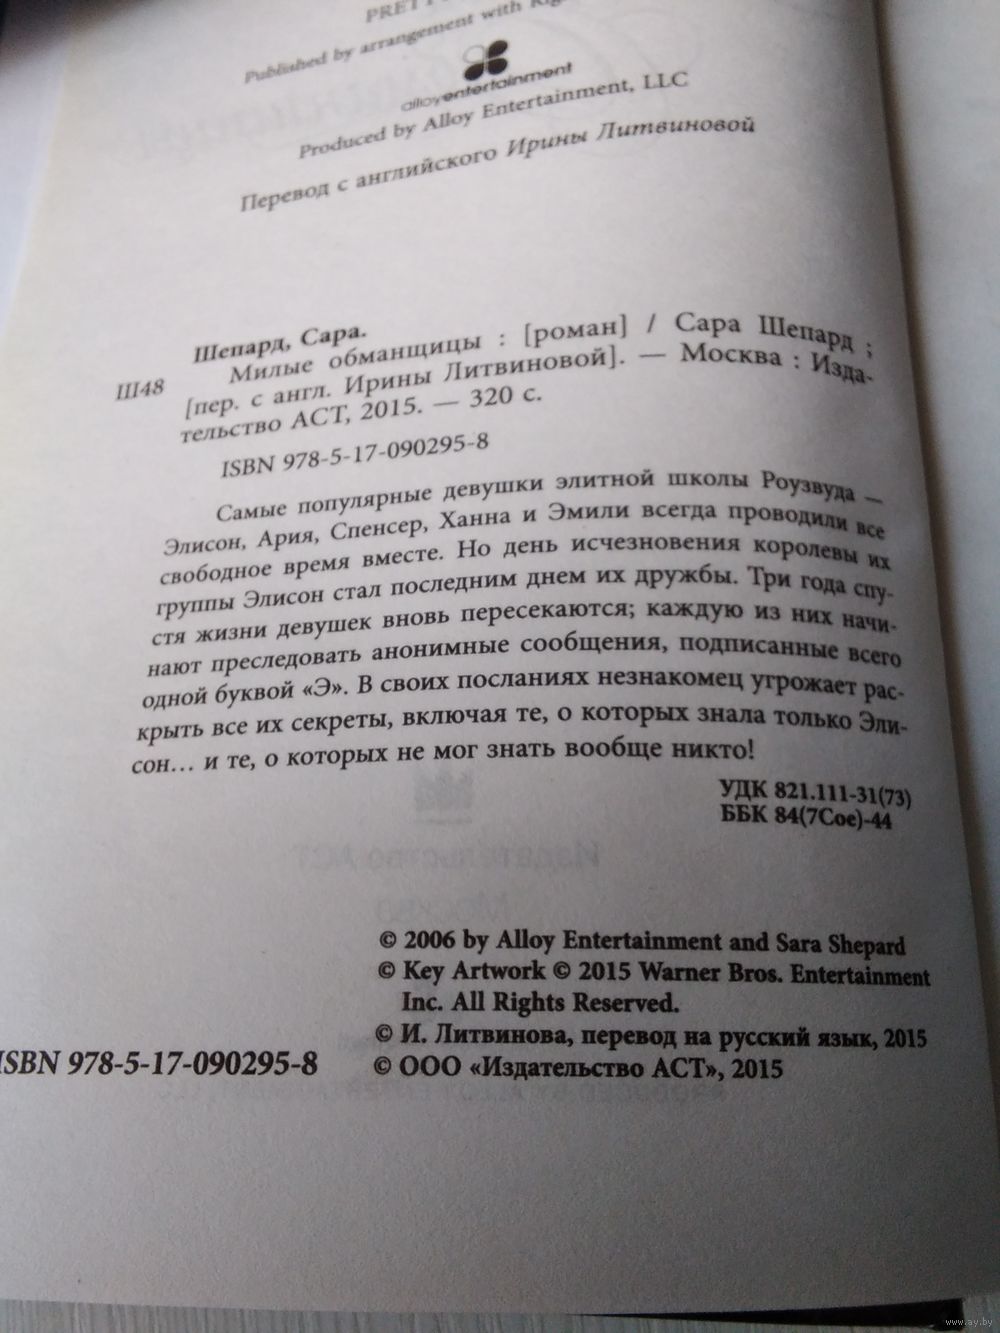 Published by arrangement with
alloyentertainment
Produced by Alloy Entertainment, LLC
Перевод с английского Ирины Литвиновой
Шепард, Сара.
Ш48 Милые обманщицы : [роман] / Сара Шепард ;
[пер. с англ. Ирины Литвиновой]. — Москва : Изда-
тельство АСТ, 2015. — 320 с.
ISBN 978-5-17-090295-8
Самые популярные девушки элитной школы Роузвуда —
Элисон, Ария, Спенсер, Ханна и Эмили всегда проводили все
свободное время вместе. Но день исчезновения королевы их
группы Элисон стал последним днем их дружбы. Три года спу-
стя жизни девушек вновь пересекаются; каждую из них начи-
нают преследовать анонимные сообщения, подписанные всего
одной буквой «Э». В своих посланиях незнакомец угрожает рас-
крыть все их секреты, включая те, о которых знала только Эли-
сон... и те, о которых не мог знать вообще никто!
УДК 821.111-31(73)
ББК 84(7Сое)-44
© 2006 by Alloy Entertainment and Sara Shepard
© Key Artwork © 2015 Warner Bros. Entertainment
Inc. All Rights Reserved.
© И. Литвинова, перевод на русский язык, 2015
ISBN 978-5-17-090295-8 © ООО «Издательство АСТ», 2015
www.ay.by